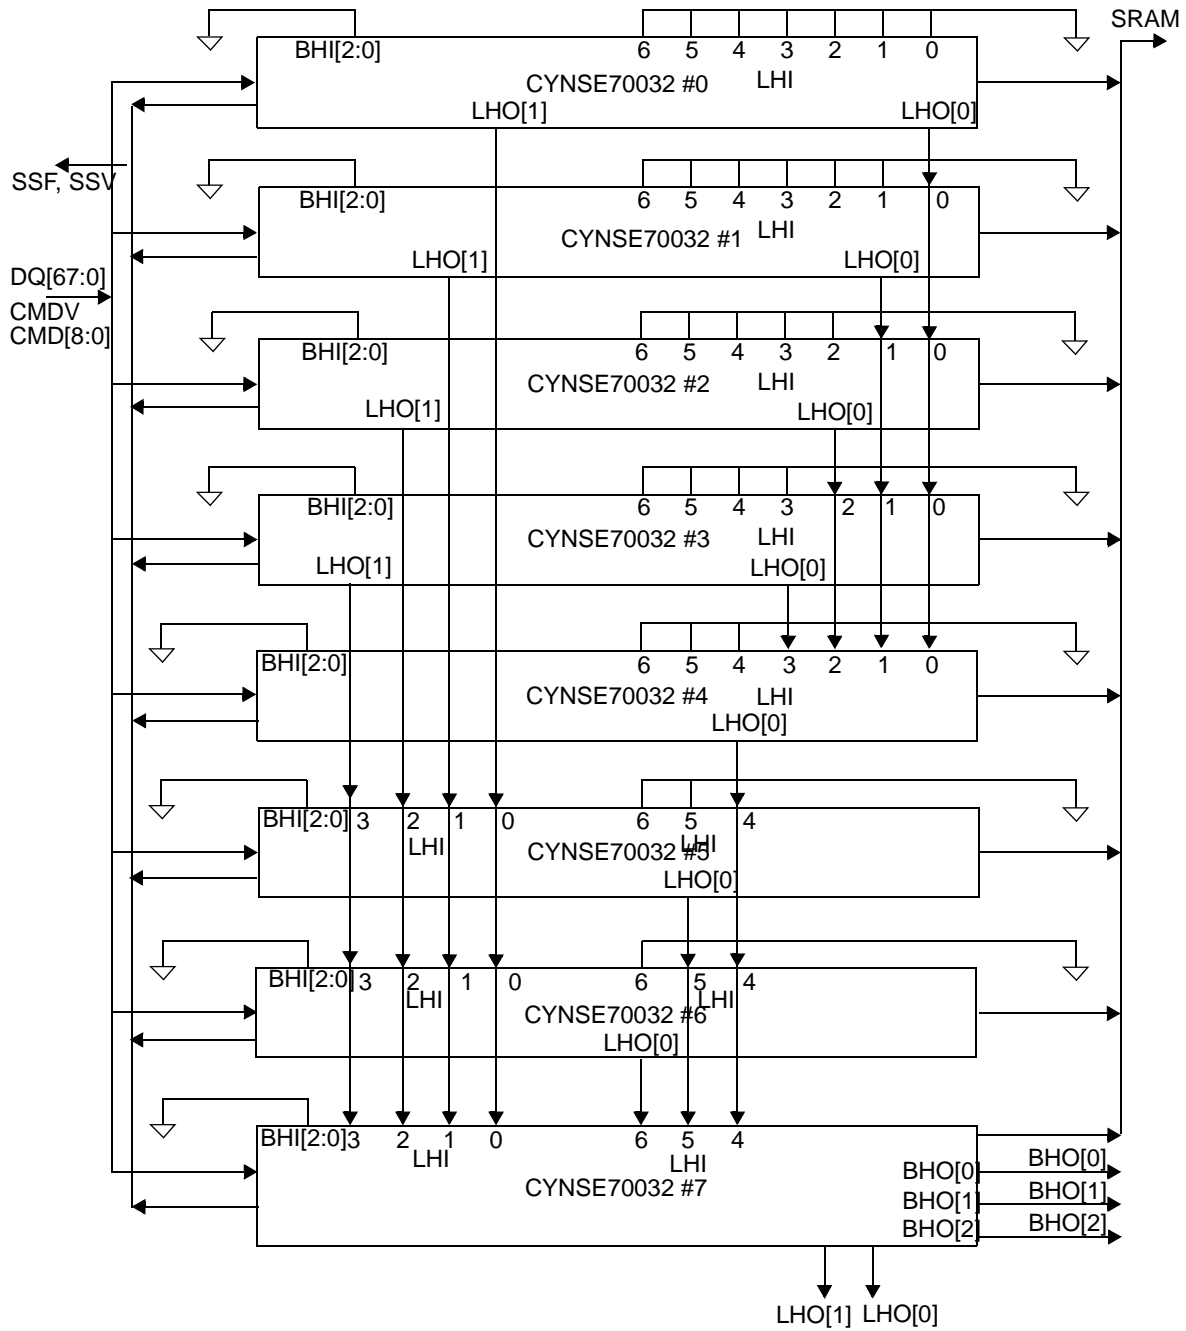 SRAM
BHI[2:0] 6 5 4 3 2 1 0
CYNSE70032 #0 LHI
LHO[1] LHO[0]
SSF, SSV
BHI[2:0] 6 5 4 3 2 1 0
CYNSE70032 #1 LHI
LHO[1] LHO[0]
DQ[67:0]
CMDV
CMD[8:0]
BHI[2:0] 6 5 4 3 2 1 0
CYNSE70032 #2 LHI
LHO[1] LHO[0]
BHI[2:0] 6 5 4 3 2 1 0
CYNSE70032 #3 LHI
LHO[1] LHO[0]
BHI[2:0] 6 5 4 3 2 1 0
CYNSE70032 #4 LHI
LHO[0]
BHI[2:0] 3 2 1 0 6 5 4
LHI CYNSE70032 #5 LHI
LHO[0]
BHI[2:0] 3 2 1 0 6 5 4
LHI CYNSE70032 #6 LHI
LHO[0]
BHI[2:0] 3 2 1 0 6 5 4
LHI LHI
CYNSE70032 #7
BHO[0] BHO[0]
BHO[1] BHO[1]
BHO[2] BHO[2]
LHO[1] LHO[0]